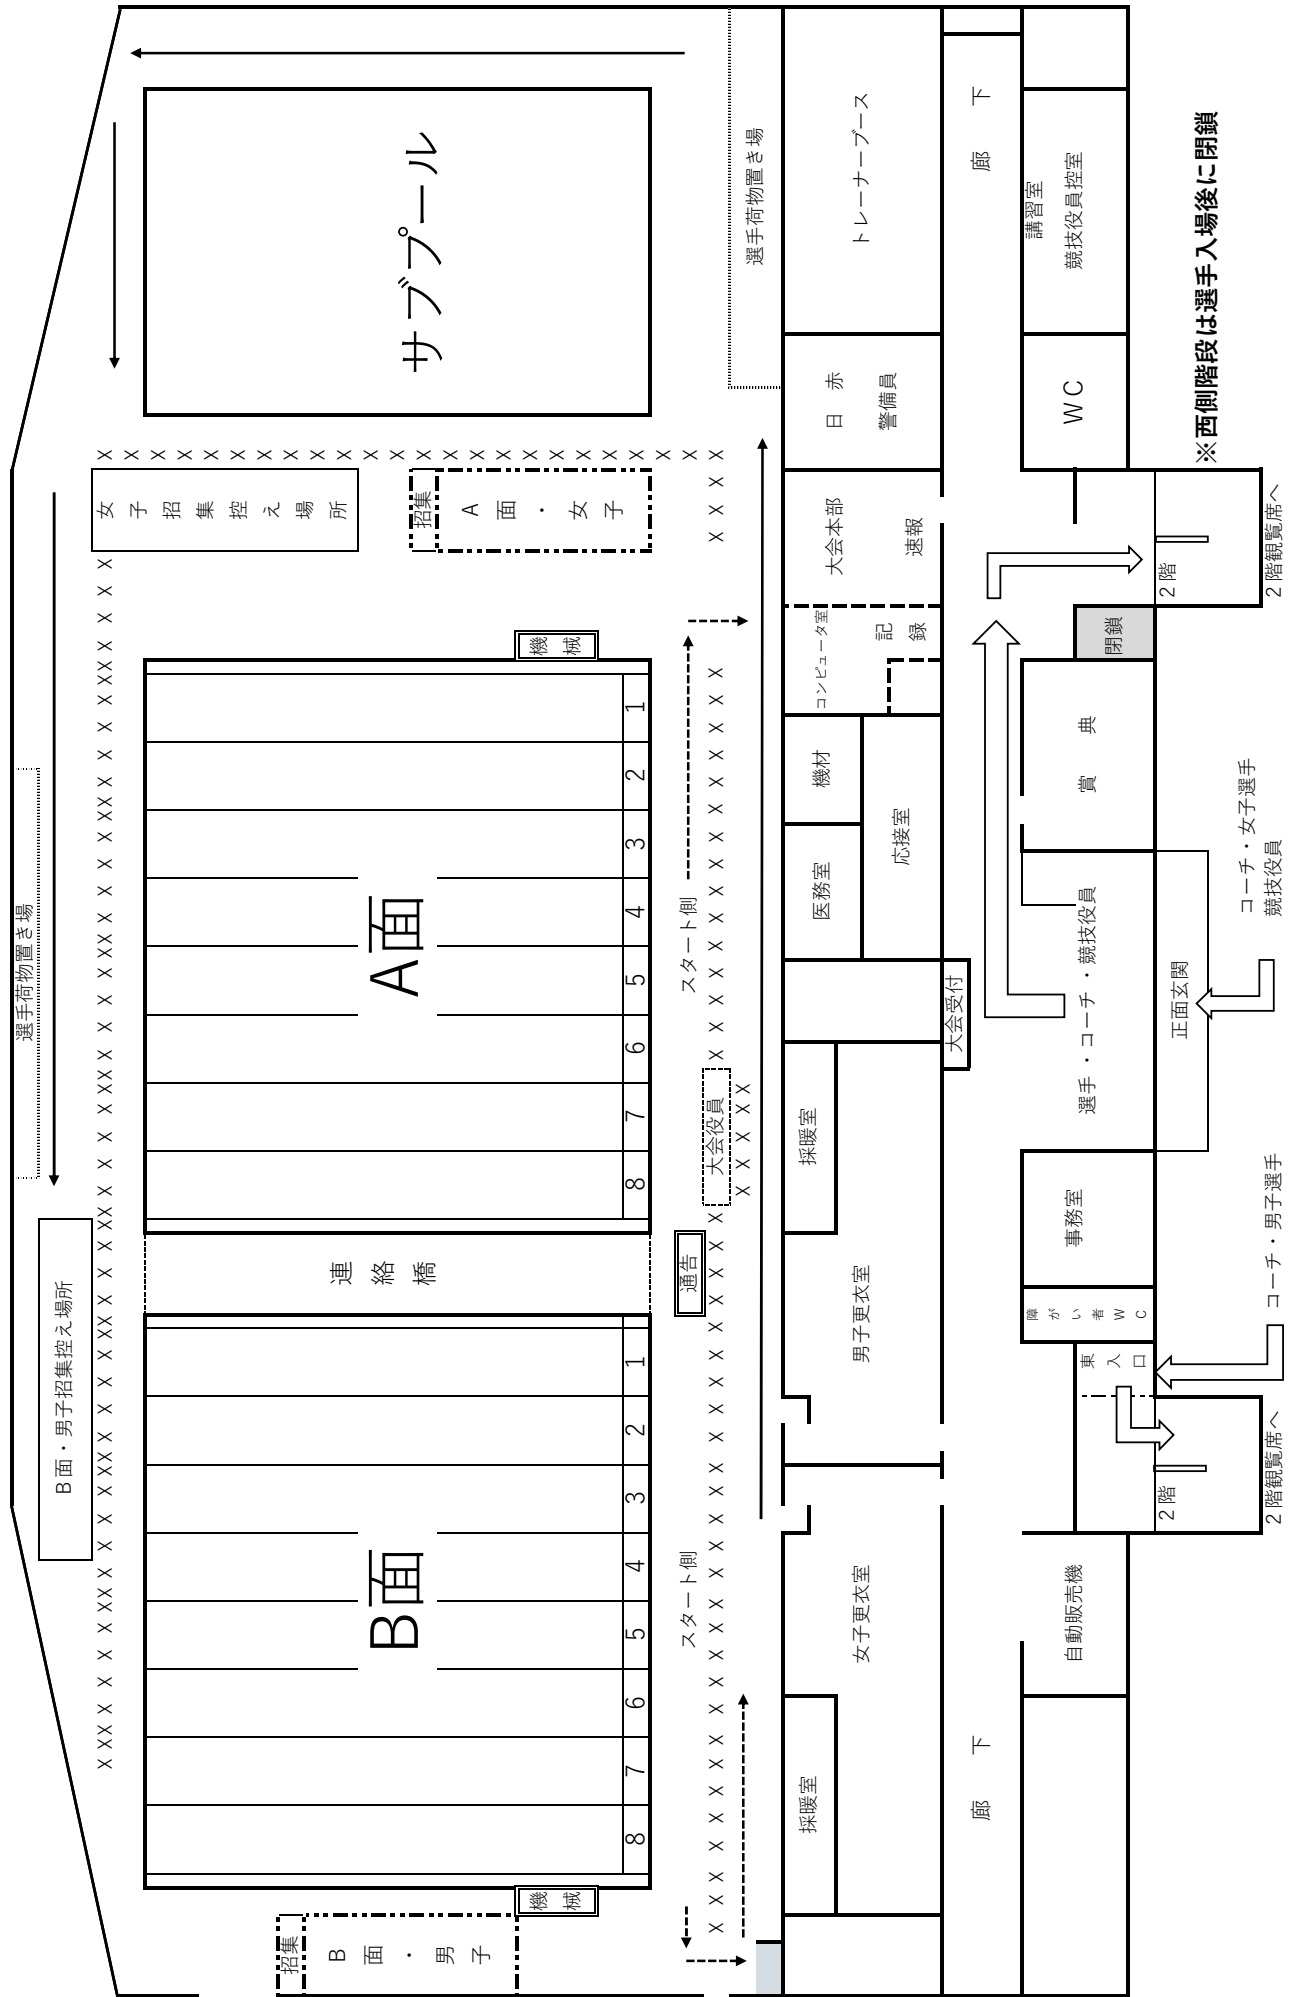 サブプール
選手荷物置き場
女子招集控え場所
招集
A面・女子
選手荷物置き場
機械
1
2
3
4
5
6
7
8
A面
スタート側
大会役員
連絡橋
通告
B面・男子招集控え場所
1
2
3
4
5
6
7
8
B面
スタート側
機械
招集
B面・男子
トレーナーブース
日赤
警備員
大会本部
速報
コンピュータ室
記録
機材
医務室
応接室
大会受付
採暖室
男子更衣室
女子更衣室
採暖室
廊下
廊下
講習室
競技役員控室
WC
※西側階段は選手入場後に閉鎖
2階
2階観覧席へ
閉鎖
賞典
選手・コーチ・競技役員
正面玄関
コーチ・女子選手
競技役員
事務室
障がい者WC
東入口
コーチ・男子選手
2階
2階観覧席へ
自動販売機